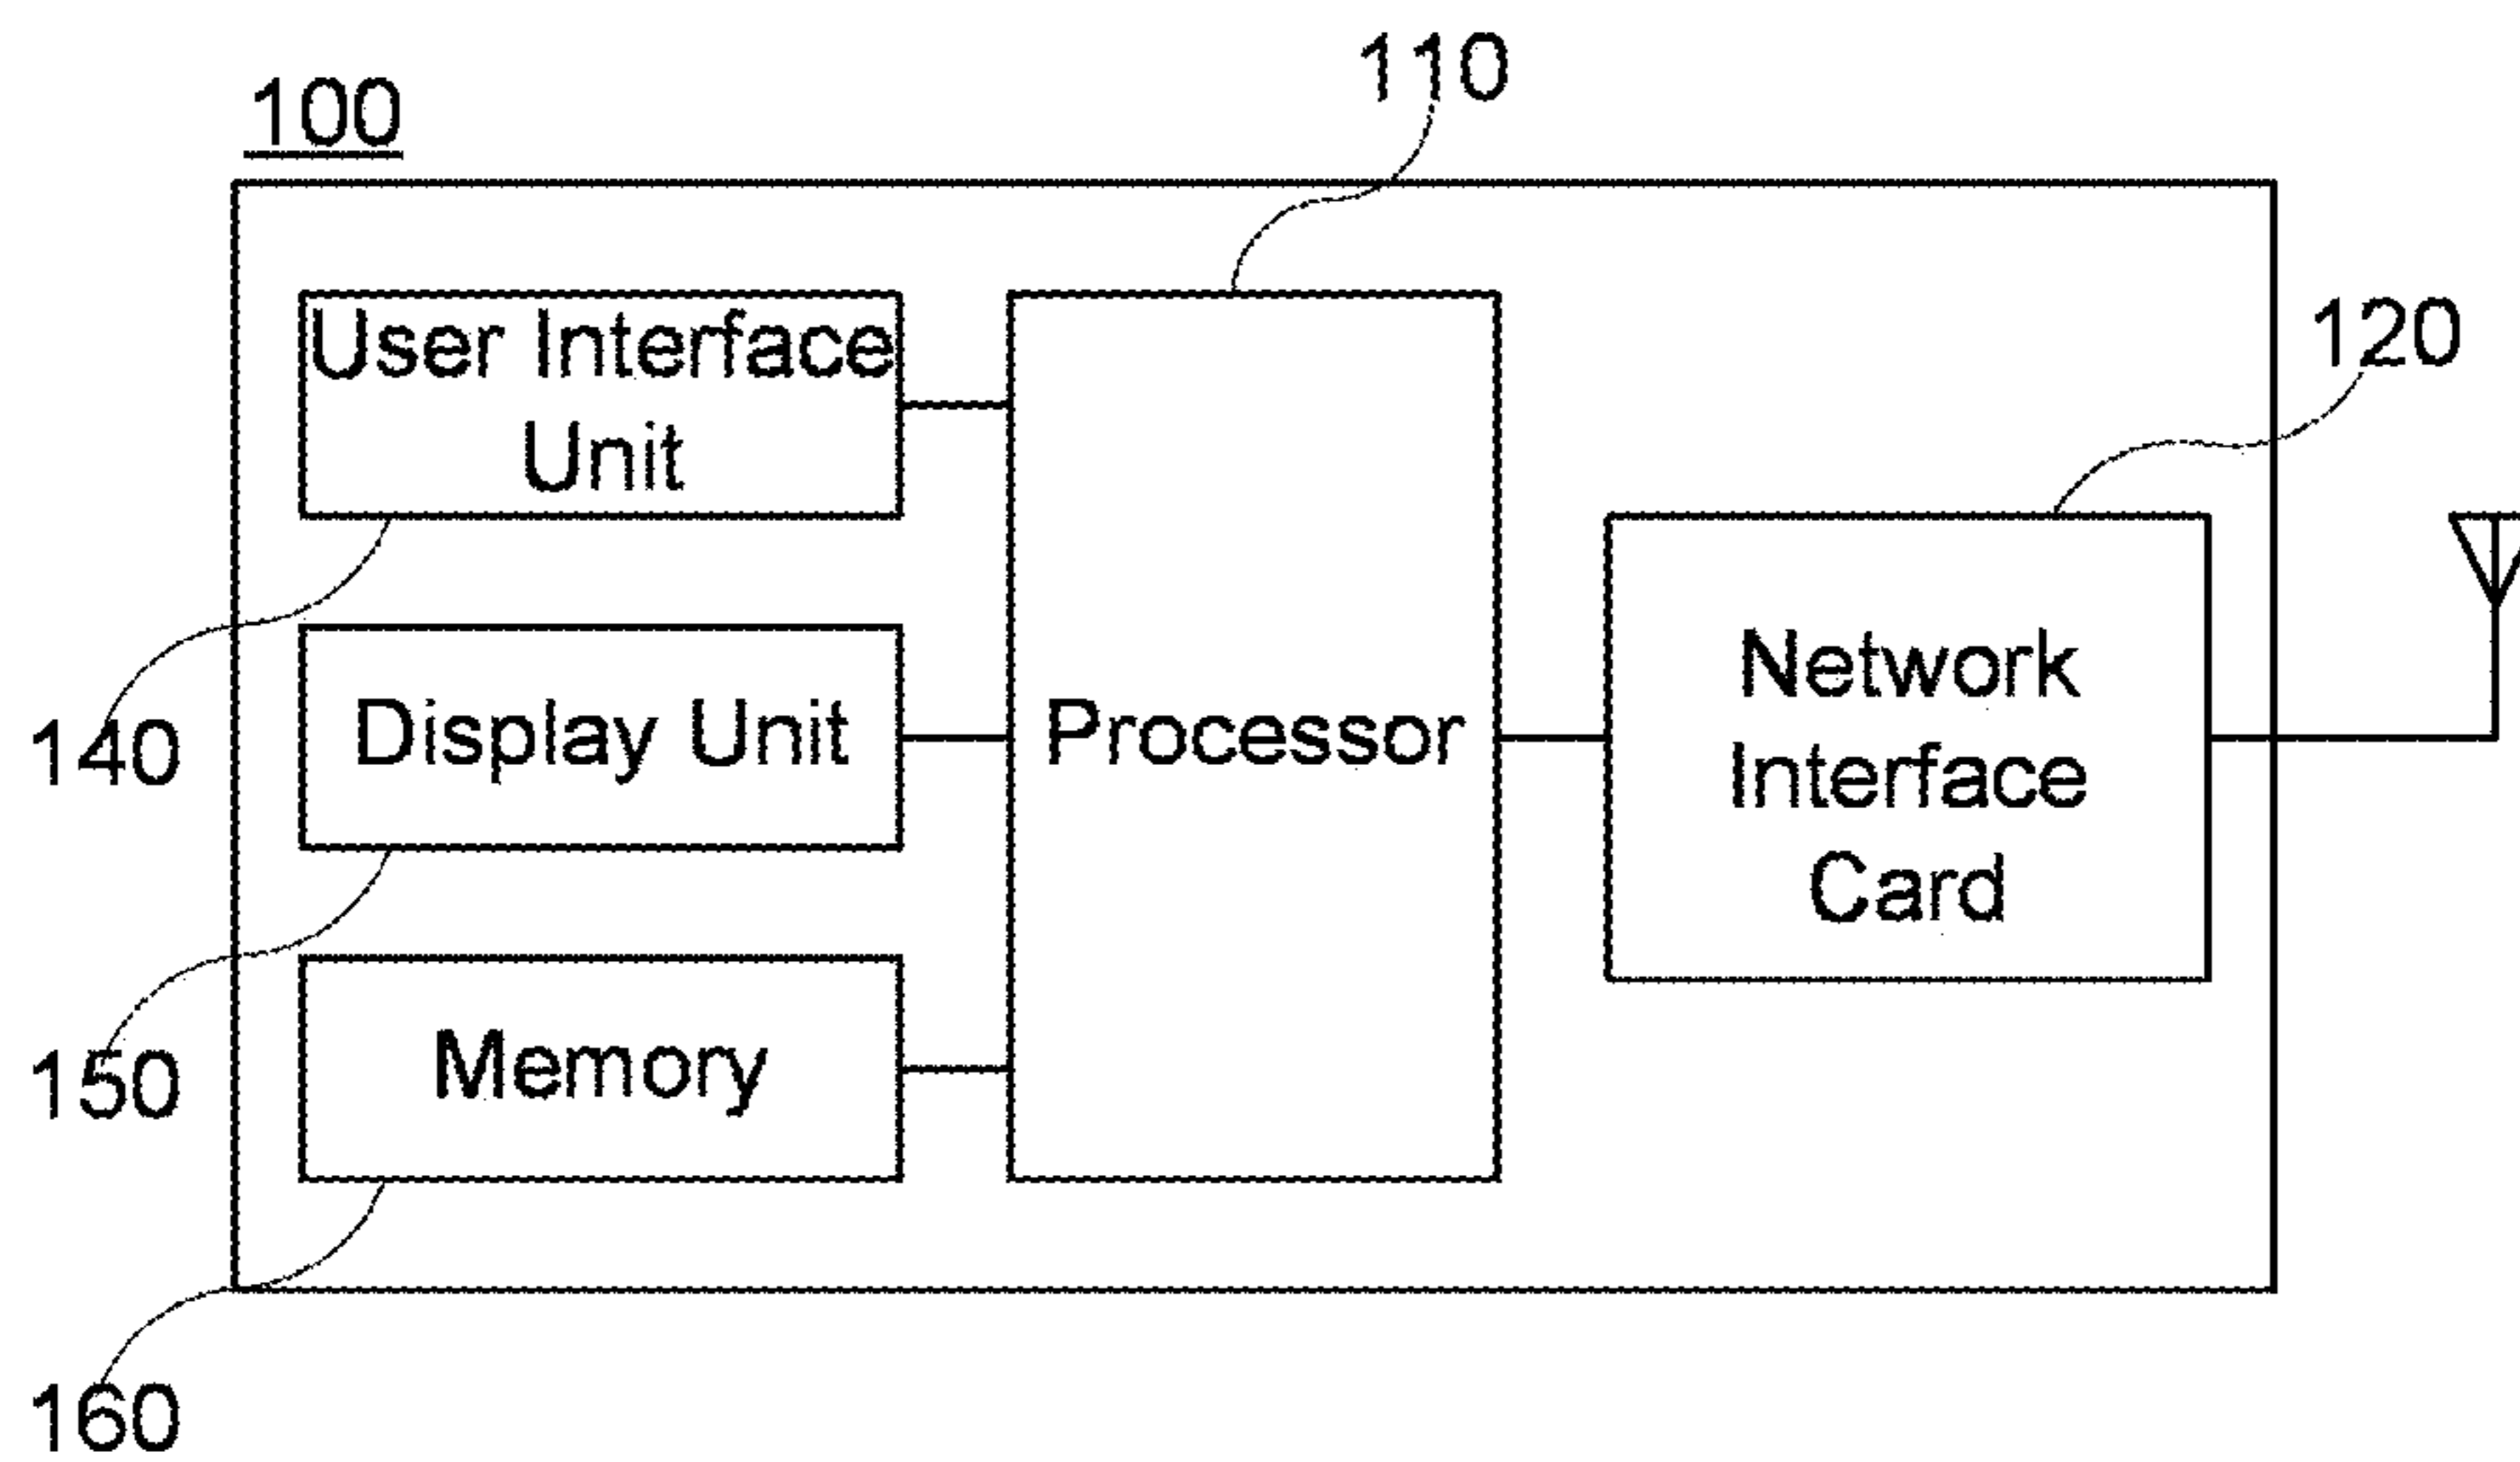 100
110
120
User Interface
Unit
140
Display Unit
150
Memory
160
Processor
Network
Interface
Card